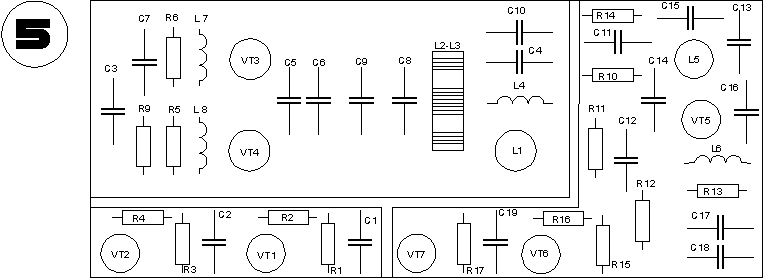 5
C7 R6 L7 VT3
C3 R9 R5 L8 VT4
C5 C6 C9 C8 L2-L3
C10 C4 L4 L1
R14 C15 C13
C11 L5
R10 C14 C16
R11 C12 VT5
L6
R12 R13
C17
C18
R4 C2 R2 C1
VT2 R3 VT1 R1
C19 R16
VT7 R17 VT6 R15